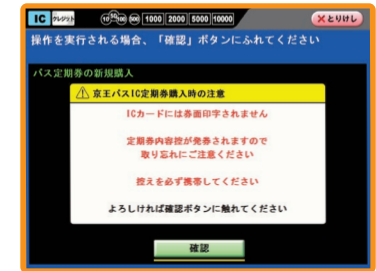 IC クレジット 10 50 100 500 1000 2000 5000 10000 ×とりけし
操作を実行される場合、「確認」ボタンにふれてください
バス定期券の新規購入
京王バスIC定期券購入時の注意
ICカードには券面印字されません
定期券内容控が発券されますので
取り忘れにご注意ください
控えを必ず携帯してください
よろしければ確認ボタンに触れてください
確認